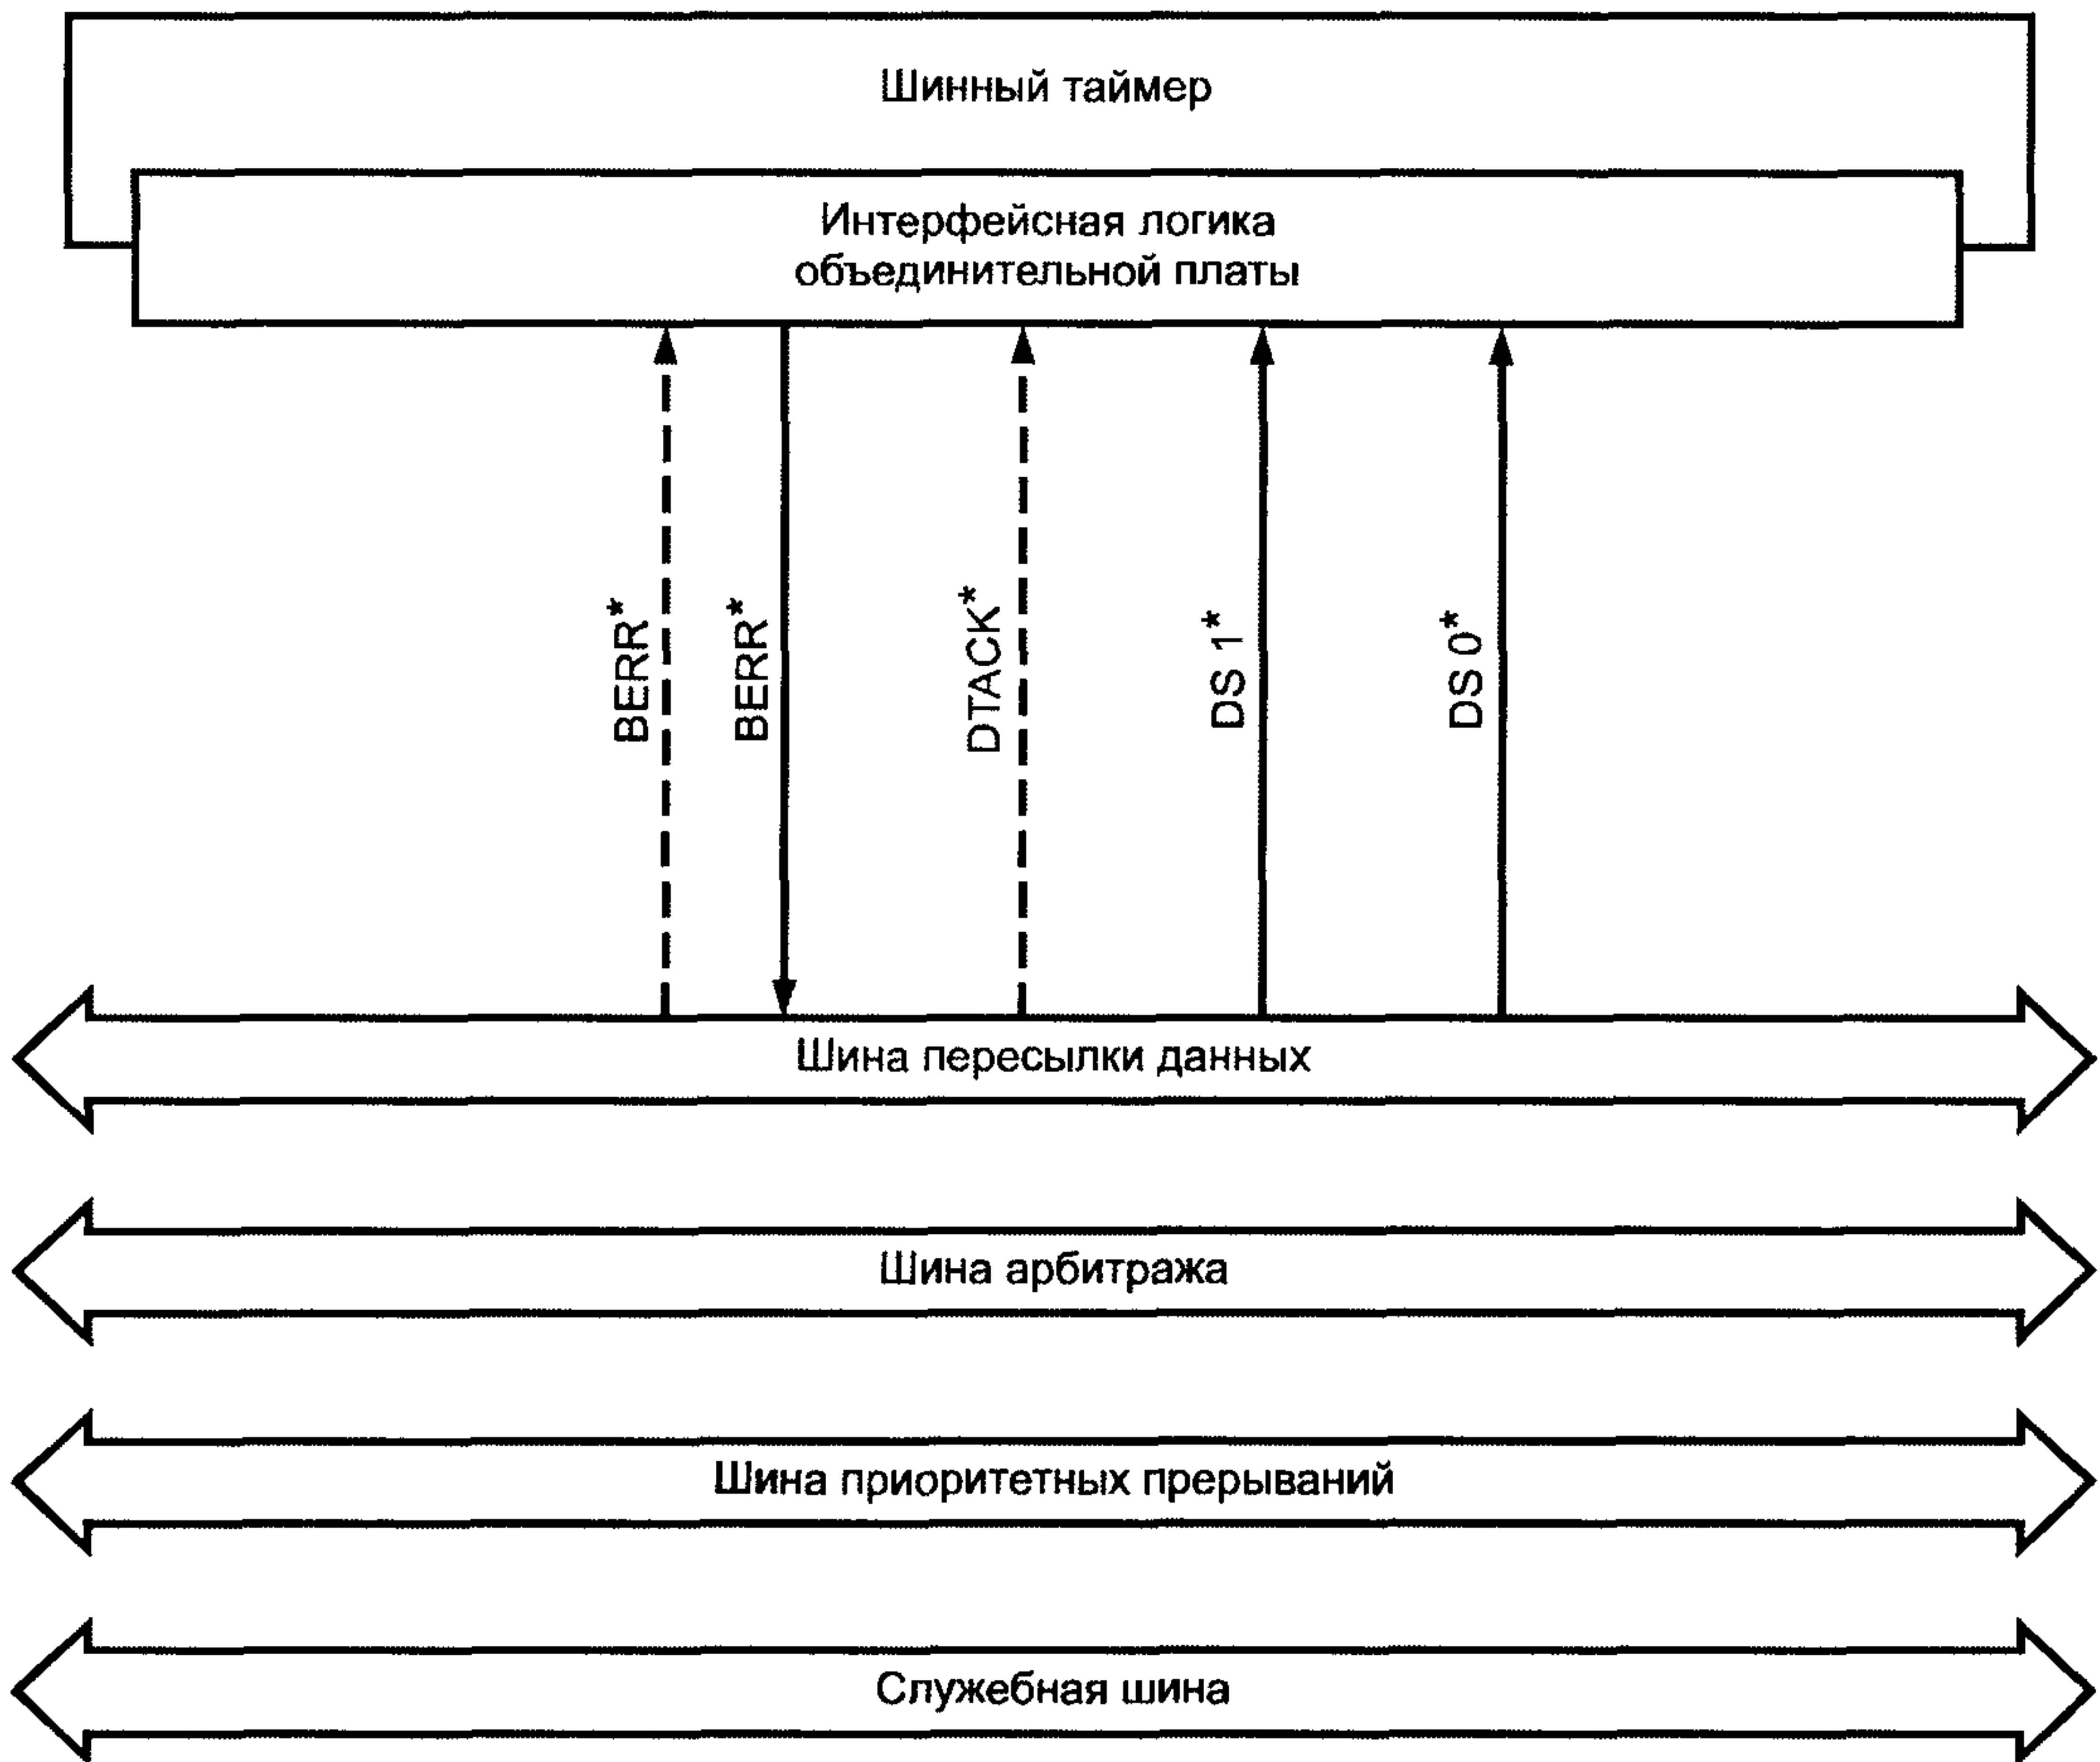 Шинный таймер
Интерфейсная логика
объединительной платы
BERR*
BERR*
DTACK*
DS 1*
DS 0*
Шина пересылки данных
Шина арбитража
Шина приоритетных прерываний
Служебная шина